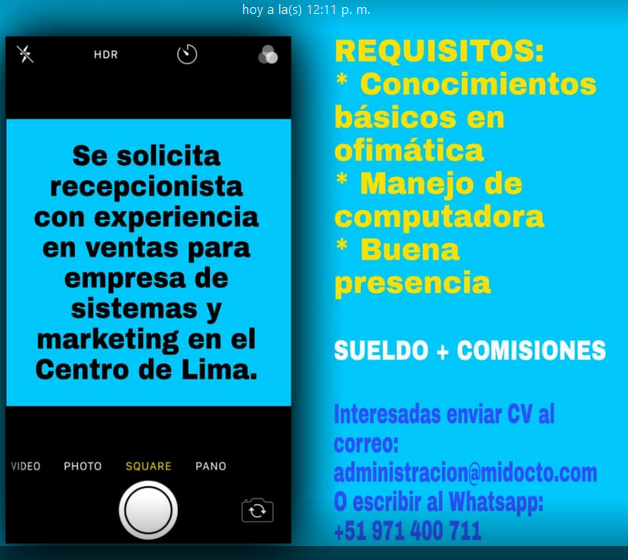 hoy a la(s) 12:11 p. m.
HDR
Se solicita
recepcionista
con experiencia
en ventas para
empresa de
sistemas y
marketing en el
Centro de Lima.
VIDEO PHOTO SQUARE PANO
REQUISITOS:
* Conocimientos
básicos en
ofimática
* Manejo de
computadora
* Buena
presencia
SUELDO + COMISIONES
Interesadas enviar CV al
correo:
administracion@midocto.com
O escribir al Whatsapp:
+51 971 400 711